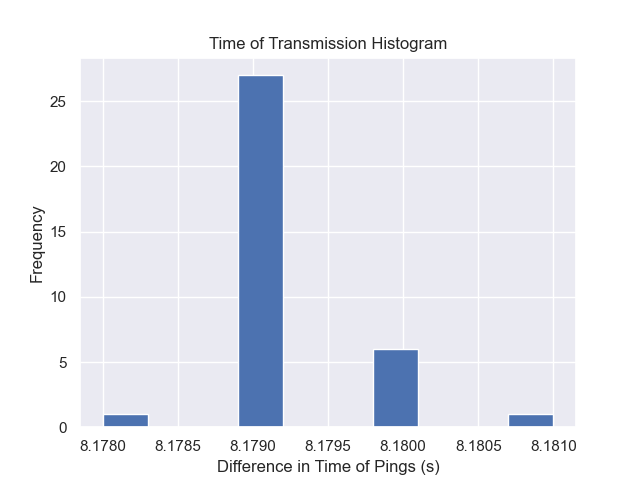 Time of Transmission Histogram
Frequency
25
20
15
10
5
0
8.1780 8.1785 8.1790 8.1795 8.1800 8.1805 8.1810
Difference in Time of Pings (s)